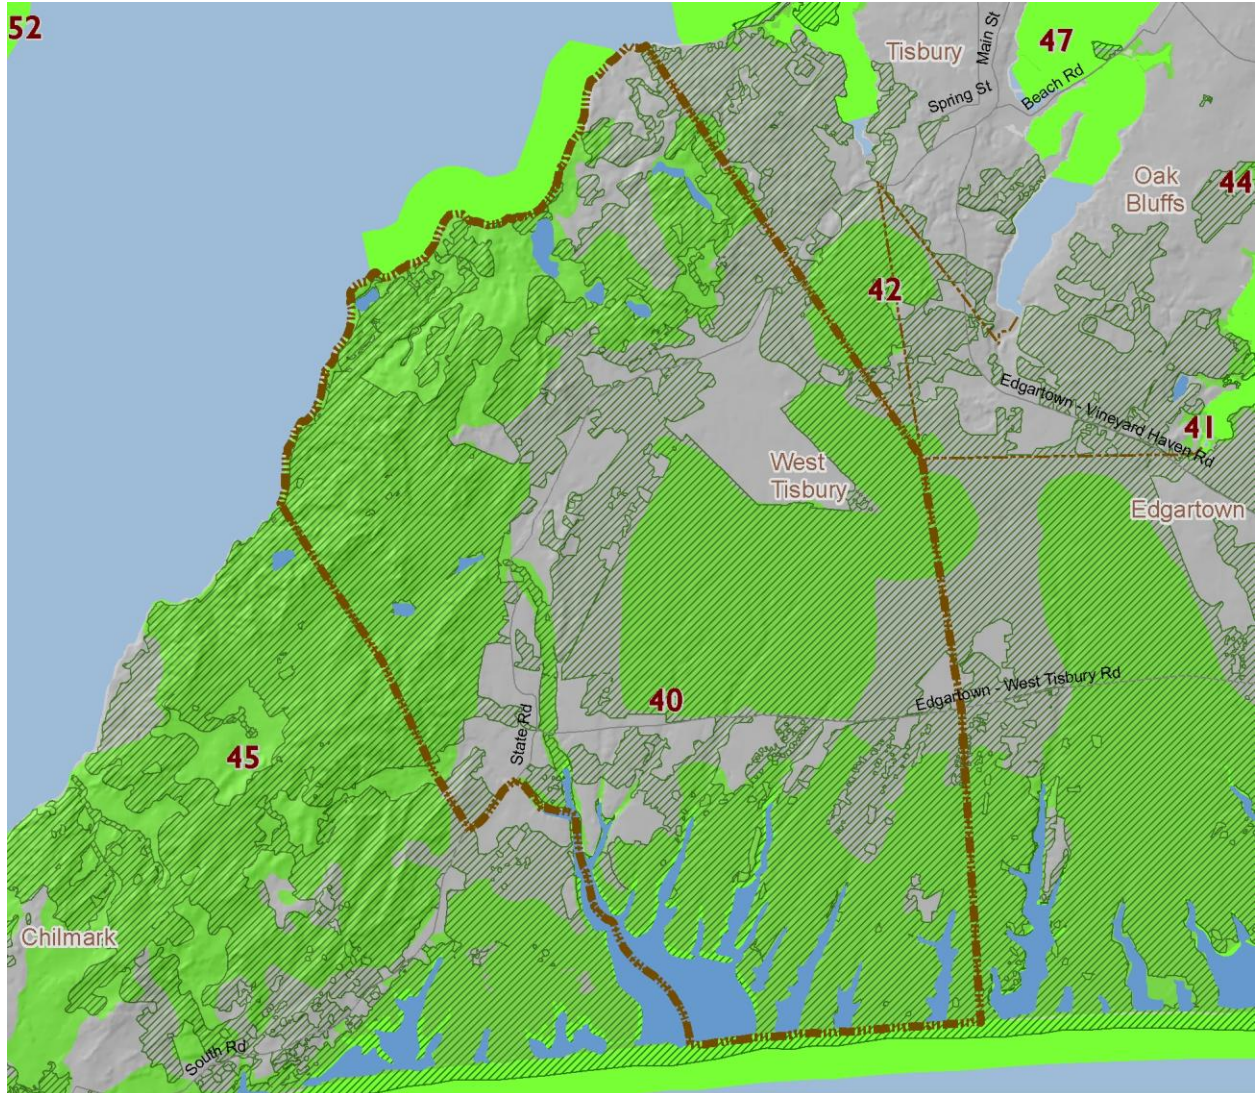 52
Tisbury
Main St
47
Spring St
Beach Rd
Oak
Bluffs
44
42
Edgartown - Vineyard Haven Rd
41
West
Tisbury
Edgartown
Edgartown - West Tisbury Rd
40
State Rd
45
Chilmark
South Rd